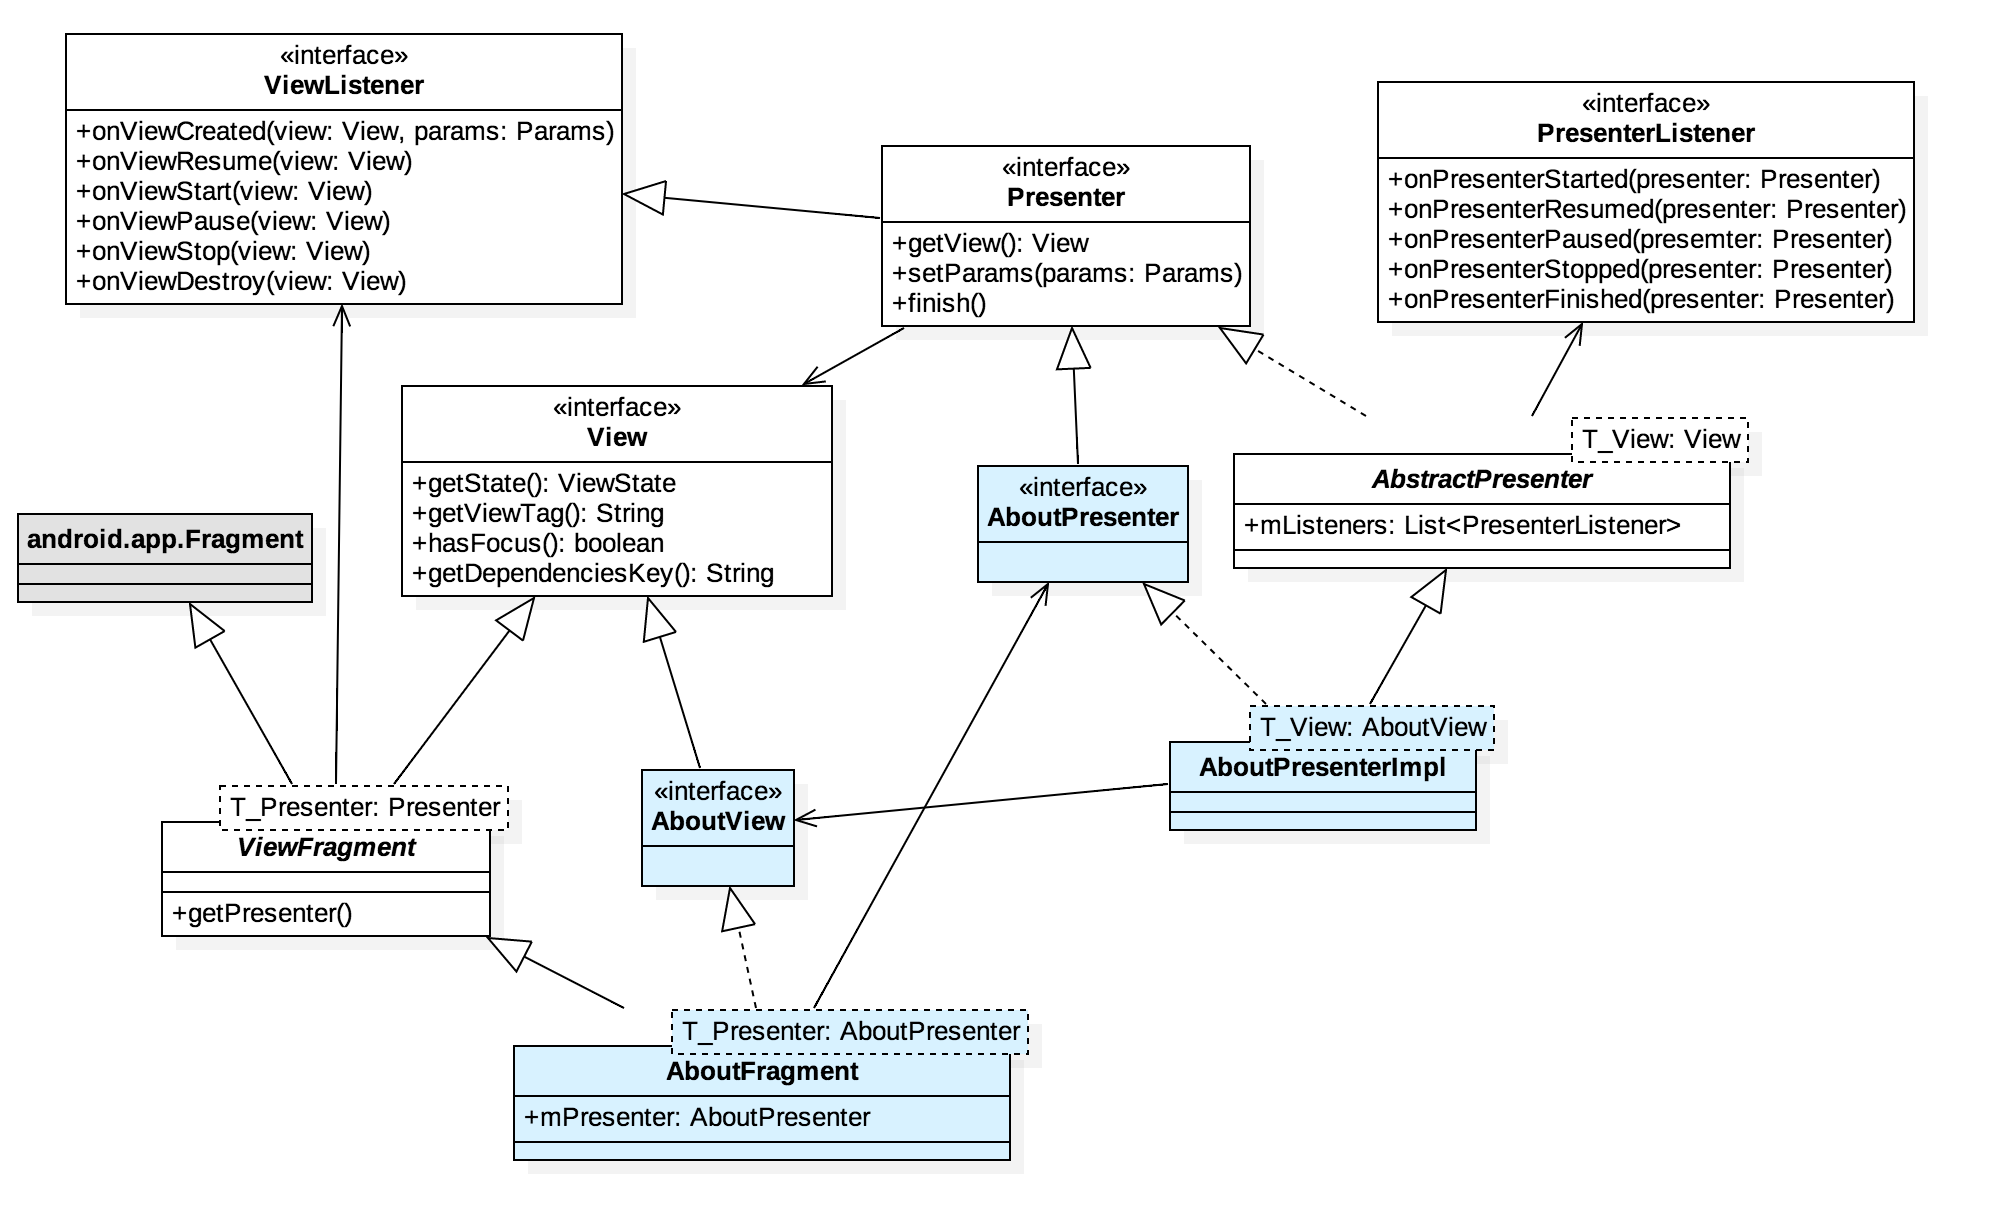 «interface»
ViewListener
+onViewCreated(view: View, params: Params)
+onViewResume(view: View)
+onViewStart(view: View)
+onViewPause(view: View)
+onViewStop(view: View)
+onViewDestroy(view: View)
«interface»
Presenter
+getView(): View
+setParams(params: Params)
+finish()
«interface»
PresenterListener
+onPresenterStarted(presenter: Presenter)
+onPresenterResumed(presenter: Presenter)
+onPresenterPaused(presemter: Presenter)
+onPresenterStopped(presenter: Presenter)
+onPresenterFinished(presenter: Presenter)
«interface»
View
+getState(): ViewState
+getViewTag(): String
+hasFocus(): boolean
+getDependenciesKey(): String
android.app.Fragment
«interface»
AboutPresenter
T_View: View
AbstractPresenter
+mListeners: List<PresenterListener>
T_Presenter: Presenter
ViewFragment
+getPresenter()
«interface»
AboutView
T_View: AboutView
AboutPresenterImpl
T_Presenter: AboutPresenter
AboutFragment
+mPresenter: AboutPresenter